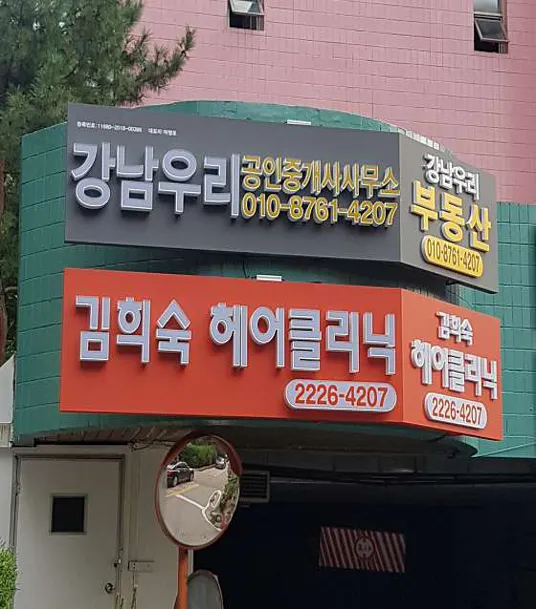 강남우리 공인중개사사무소
010-8761-4207
강남우리
부동산
010-8761-4207
김희숙 헤어클리닉
2226-4207
김희숙
헤어클리닉
2226-4207